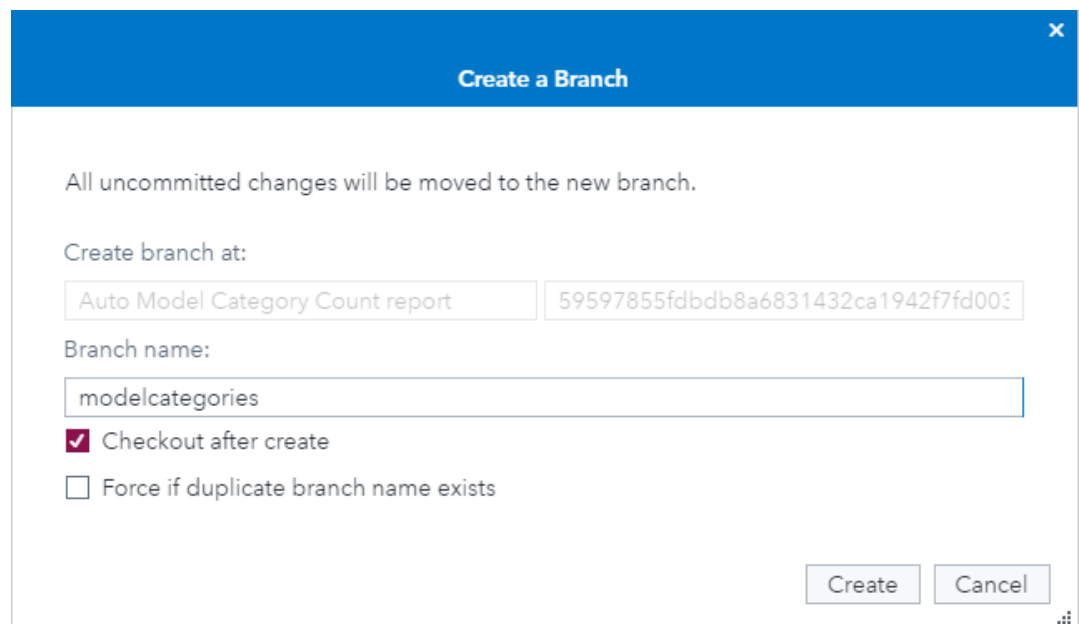 Create a Branch
All uncommitted changes will be moved to the new branch.
Create branch at:
Auto Model Category Count report 59597855fdbdb8a6831432ca1942f7fd003
Branch name:
modelcategories
Checkout after create
Force if duplicate branch name exists
Create Cancel